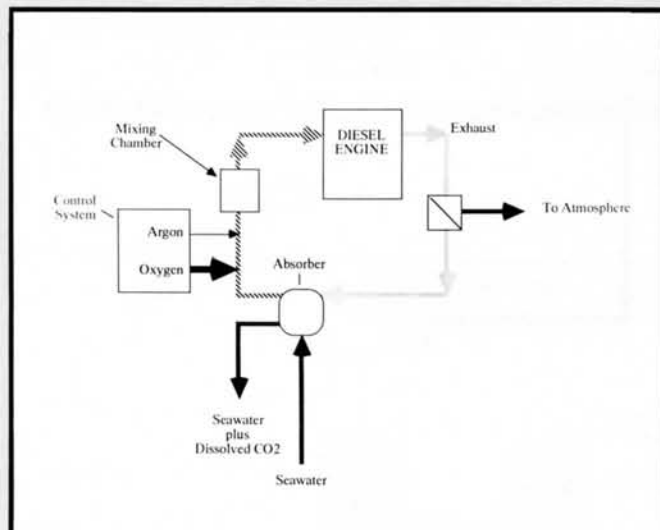 Mixing
Chamber
DIESEL
ENGINE
Exhaust
Control
System
To Atmosphere
Argon
Oxygen
Absorber
Seawater
plus
Dissolved CO2
Seawater